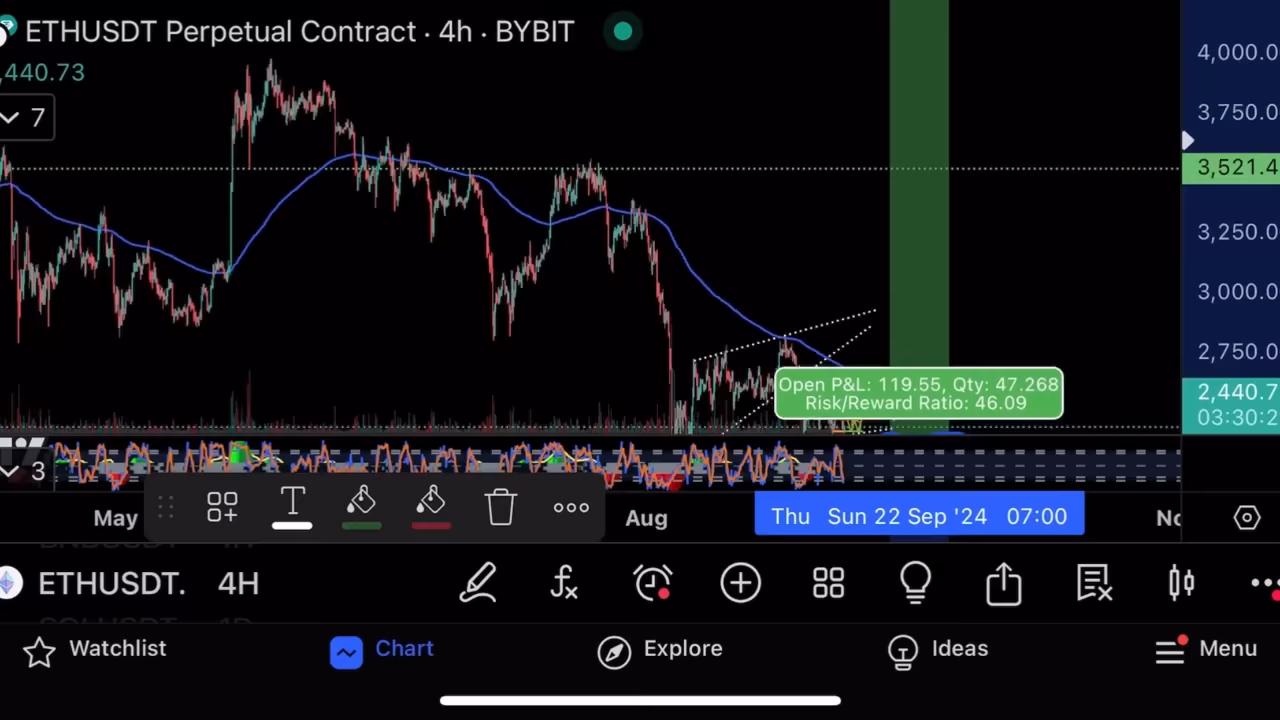 ETHUSDT Perpetual Contract · 4h · BYBIT
,440.73
7
4,000.0
3,750.0
3,521.4
3,250.0
3,000.0
2,750.0
2,440.7
03:30:2
Open P&L: 119.55, Qty: 47.268
Risk/Reward Ratio: 46.09
3
May
Aug
Thu Sun 22 Sep '24 07:00
No
T
ETHUSDT. 4H
Watchlist
Chart
Explore
Ideas
Menu